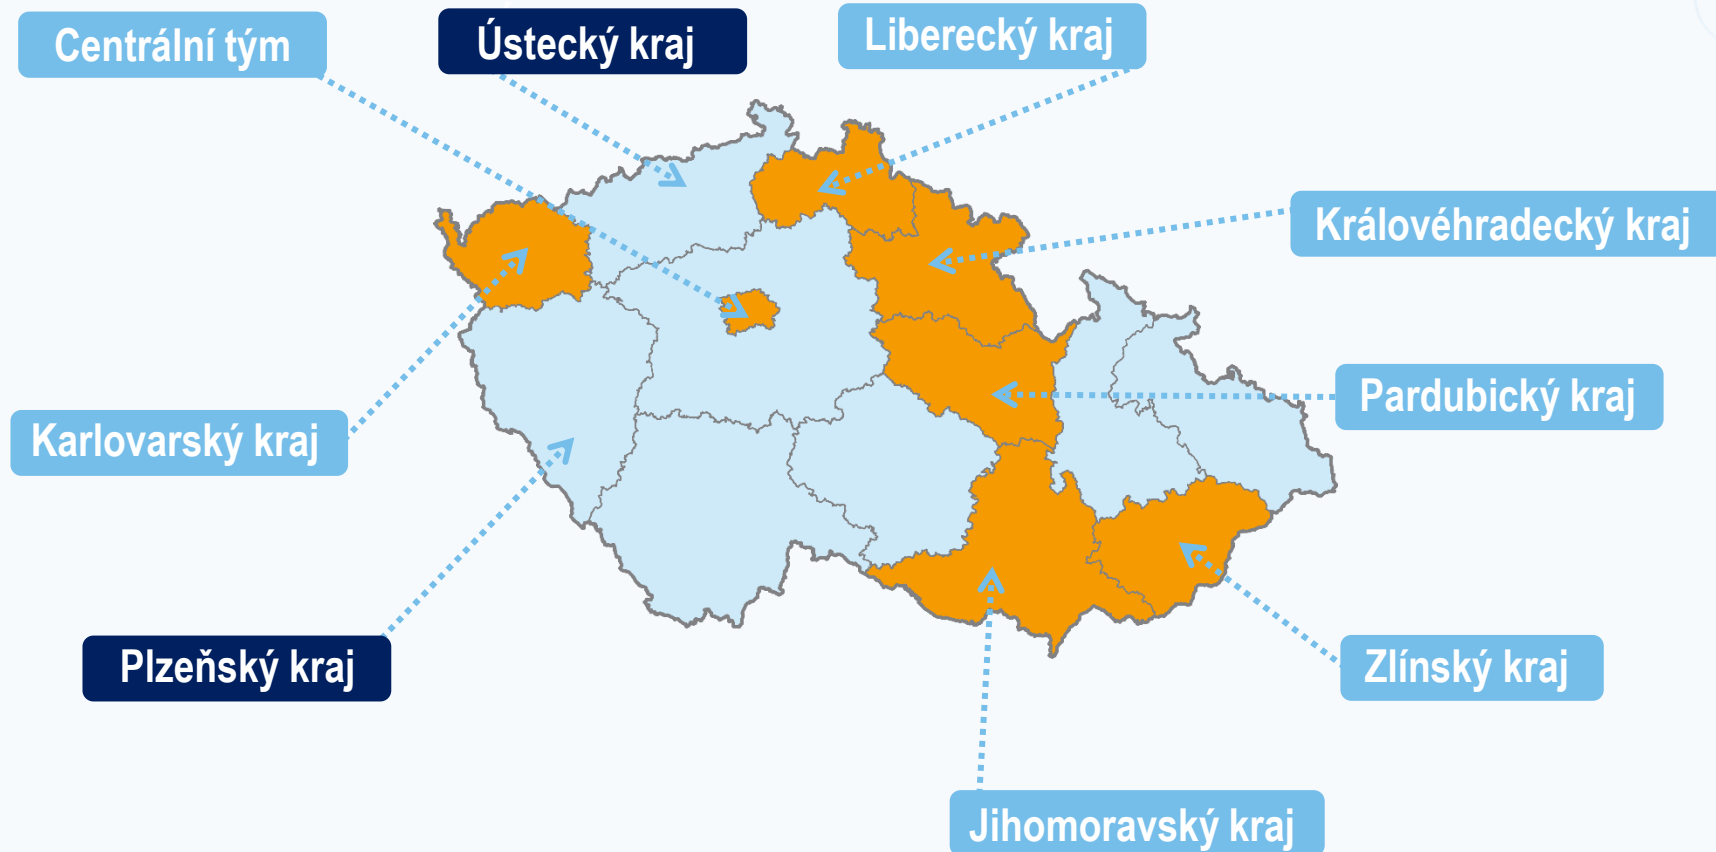 Centrální tým
Ústecký kraj
Liberecký kraj
Královéhradecký kraj
Pardubický kraj
Karlovarský kraj
Plzeňský kraj
Zlínský kraj
Jihomoravský kraj